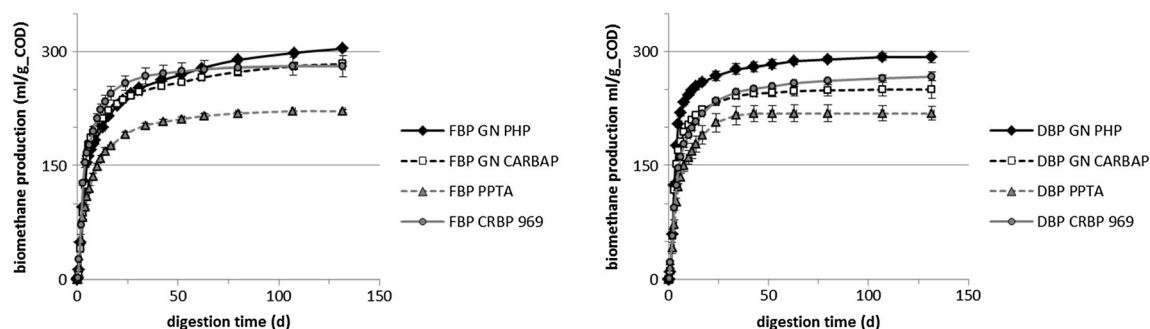 biomethane production (ml/g_COD)
300
150
0
0
50
100
150
digestion time (d)
FBP GN PHP
FBP GN CARBAP
FBP PPTA
FBP CRBP 969
biomethane production ml/g_COD)
300
150
0
0
50
100
150
digestion time (d)
DBP GN PHP
DBP GN CARBAP
DBP PPTA
DBP CRBP 969